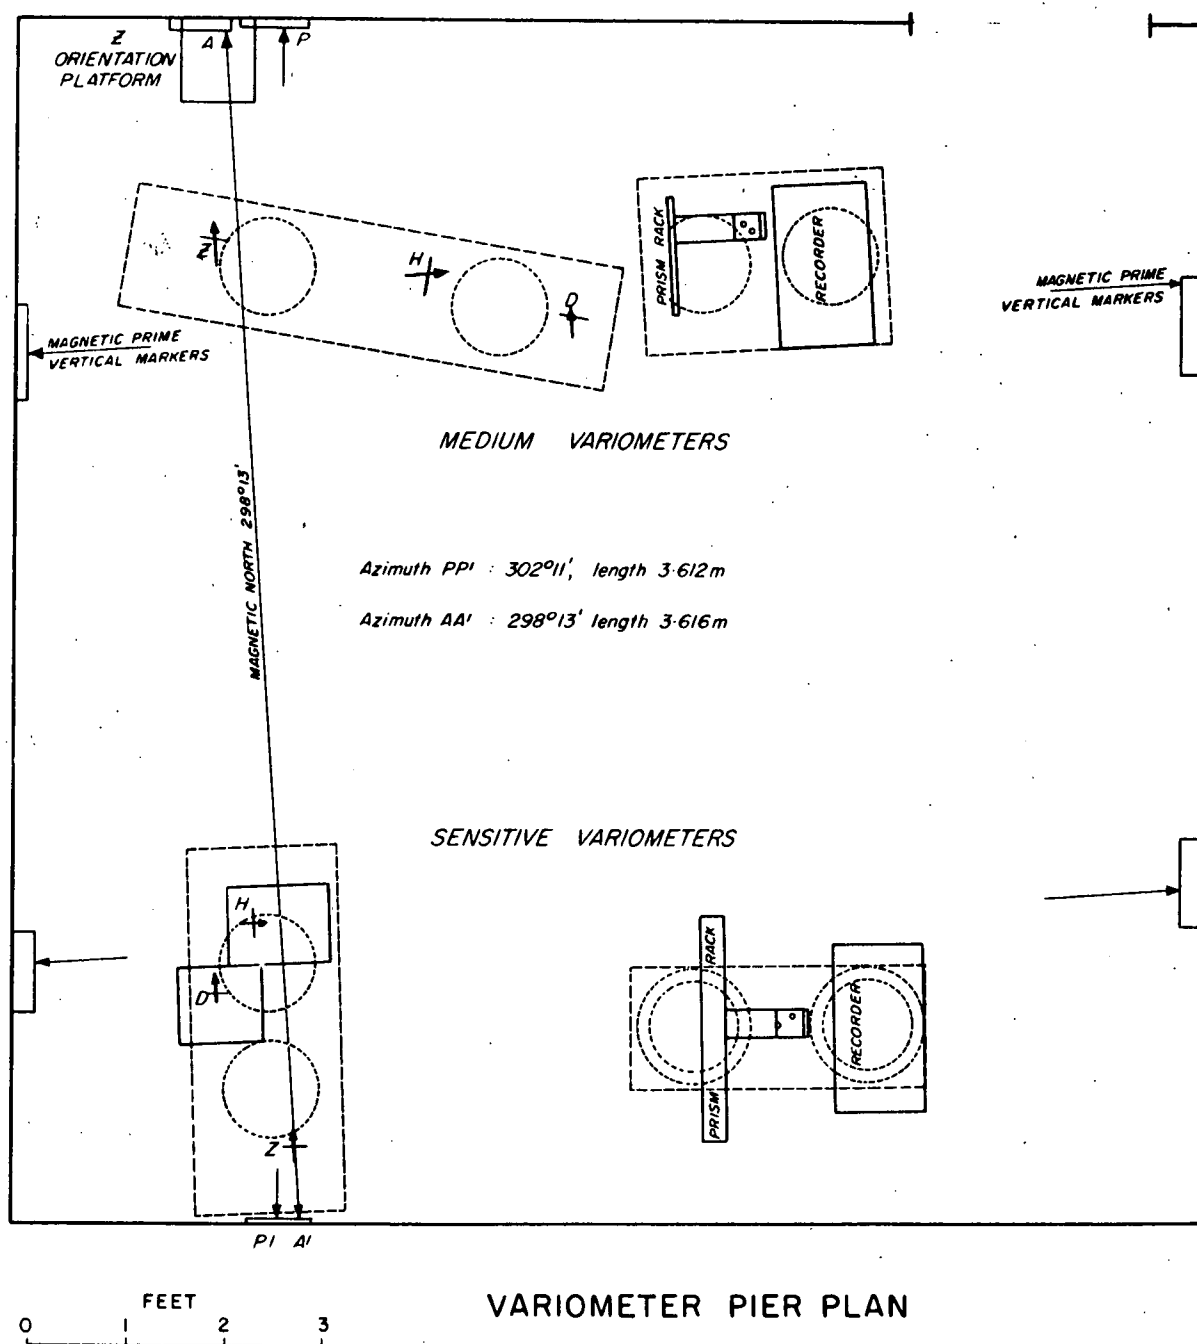 Z
ORIENTATION
PLATFORM
A
P
Z
H
D
PRISM RACK
RECORDER
MAGNETIC PRIME
VERTICAL MARKERS
MAGNETIC PRIME
VERTICAL MARKERS
MEDIUM VARIOMETERS
MAGNETIC NORTH 298°13'
Azimuth PP' : 302°11', length 3·612m
Azimuth AA' : 298°13' length 3·616m
SENSITIVE VARIOMETERS
H
D
Z
PRISM RACK
RECORDER
P' A'
FEET
0 1 2 3
VARIOMETER PIER PLAN